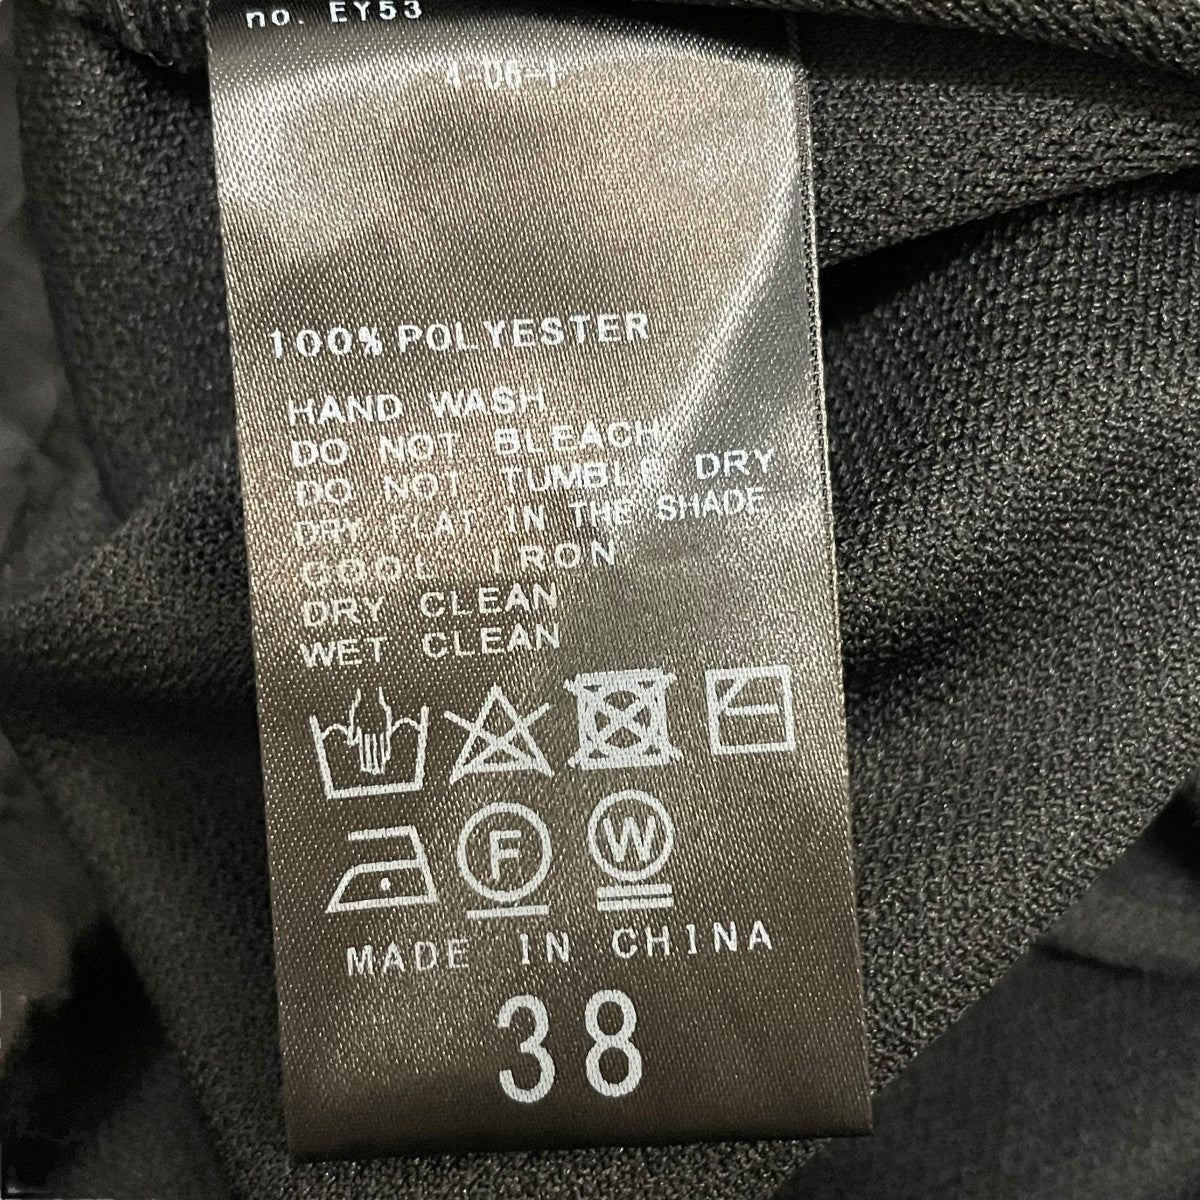 no. EY53
100% POLYESTER
HAND WASH
DO NOT BLEACH
DO NOT TUMBLE DRY
DRY FLAT IN THE SHADE
COOL IRON
DRY CLEAN
WET CLEAN
F W
MADE IN CHINA
38